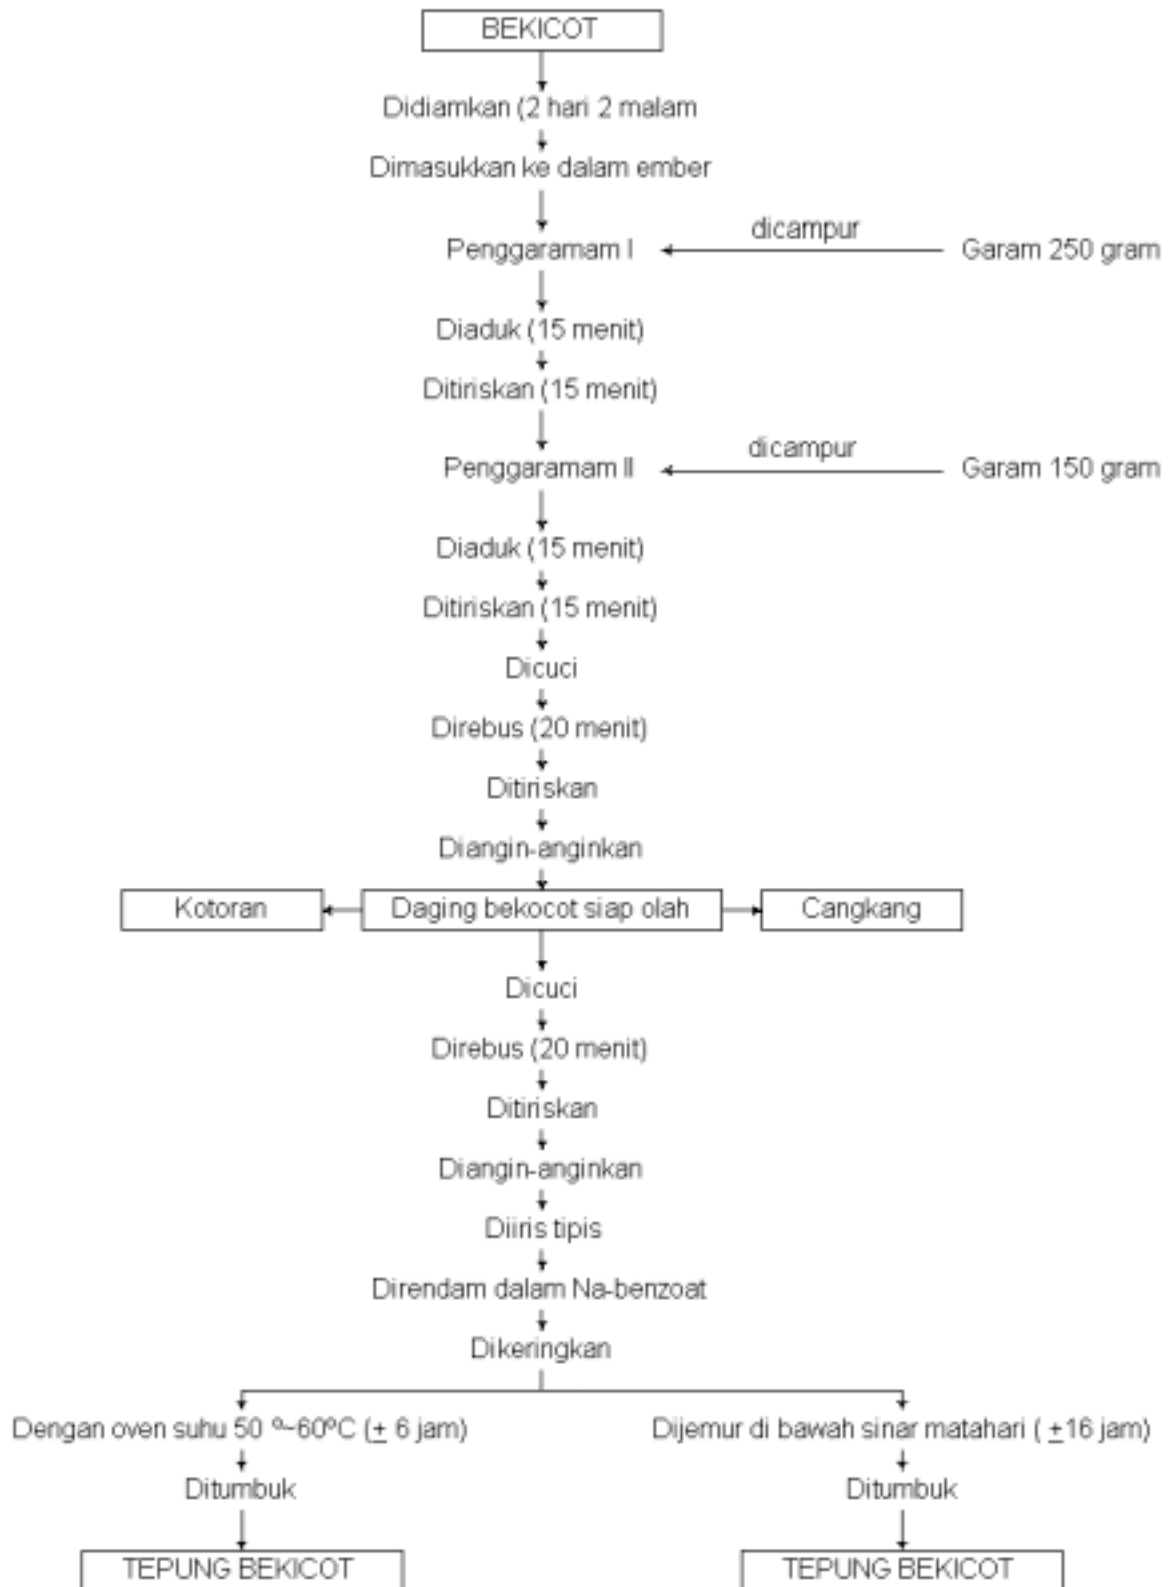 BEKICOT
Didiamkan (2 hari 2 malam
Dimasukkan ke dalam ember
dicampur
Penggaramam I
Garam 250 gram
Diaduk (15 menit)
Ditiriskan (15 menit)
dicampur
Penggaramam II
Garam 150 gram
Diaduk (15 menit)
Ditiriskan (15 menit)
Dicuci
Direbus (20 menit)
Ditiriskan
Diangin-anginkan
Kotoran
Daging bekocot siap olah
Cangkang
Dicuci
Direbus (20 menit)
Ditiriskan
Diangin-anginkan
Diiris tipis
Direndam dalam Na-benzoat
Dikeringkan
Dengan oven suhu 50 º~60ºC (± 6 jam)
Dijemur di bawah sinar matahari ( ±16 jam)
Ditumbuk
Ditumbuk
TEPUNG BEKICOT
TEPUNG BEKICOT